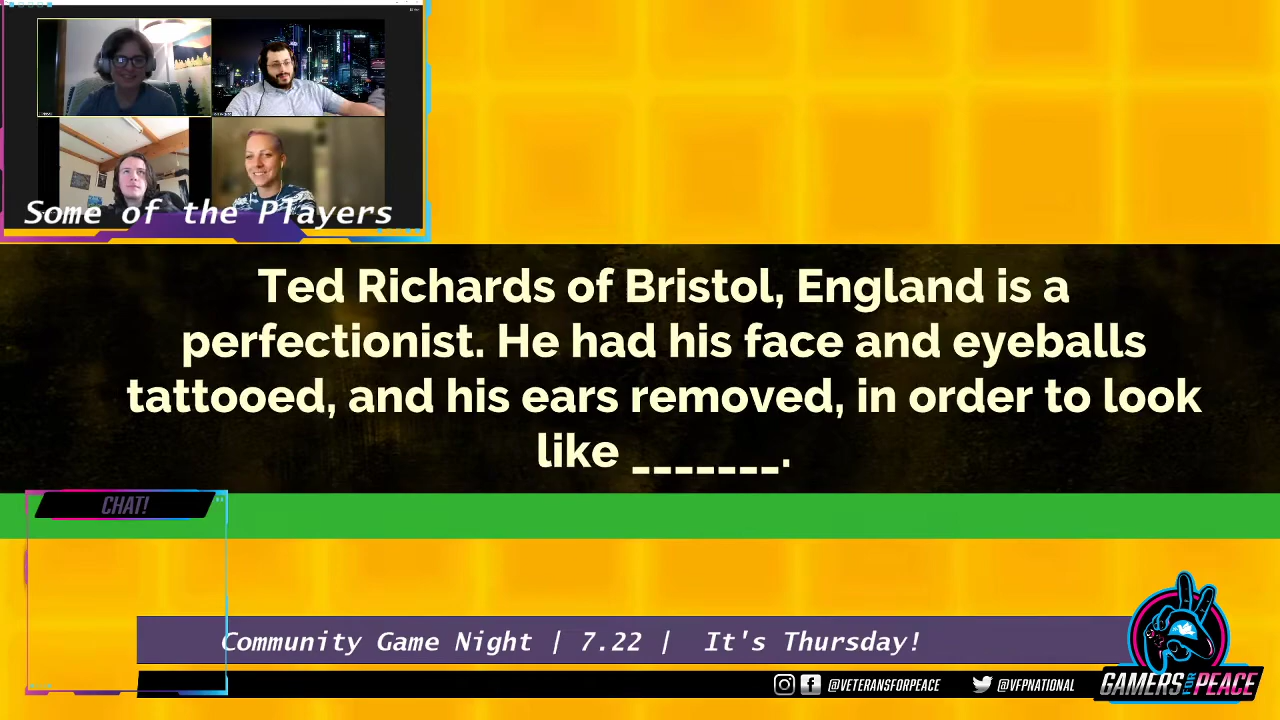 Some of the Players
Ted Richards of Bristol, England is a
perfectionist. He had his face and eyeballs
tattooed, and his ears removed, in order to look
like _______.
CHAT!
Community Game Night | 7.22 | It's Thursday!
@VETERANSFORPEACE
@VFPNATIONAL
GAMERS FOR PEACE